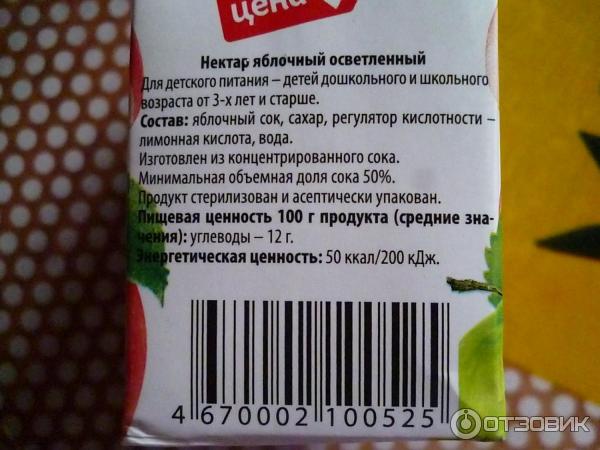 цена
Нектар яблочный осветленный
Для детского питания – детей дошкольного и школьного
возраста от 3-х лет и старше.
Состав: яблочный сок, сахар, регулятор кислотности –
лимонная кислота, вода.
Изготовлен из концентрированного сока.
Минимальная объемная доля сока 50%.
Продукт стерилизован и асептически упакован.
Пищевая ценность 100 г продукта (средние зна-
чения): углеводы – 12 г.
Энергетическая ценность: 50 ккал/200 кДж.
4 670002 100525
ОТЗОВИК